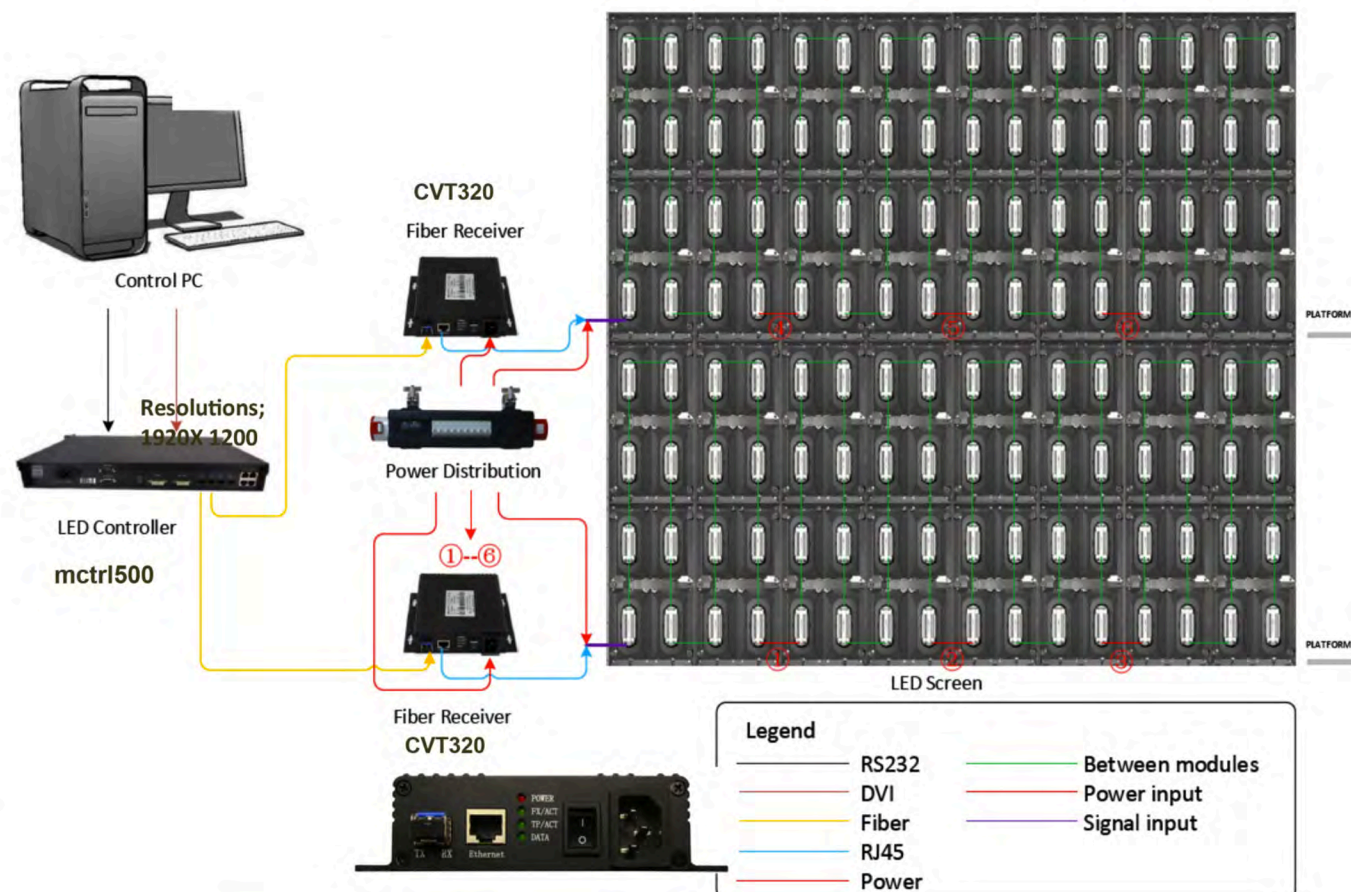 Control PC
Resolutions;
1920X 1200
LED Controller
mctrl500
CVT320
Fiber Receiver
Power Distribution
①--⑥
Fiber Receiver
CVT320
POWER
FX/ACT
TP/ACT
DATA
TX RX Ethernet
④ ⑤ ⑥
PLATFORM
① ② ③
PLATFORM
LED Screen
Legend
RS232
DVI
Fiber
RJ45
Power
Between modules
Power input
Signal input